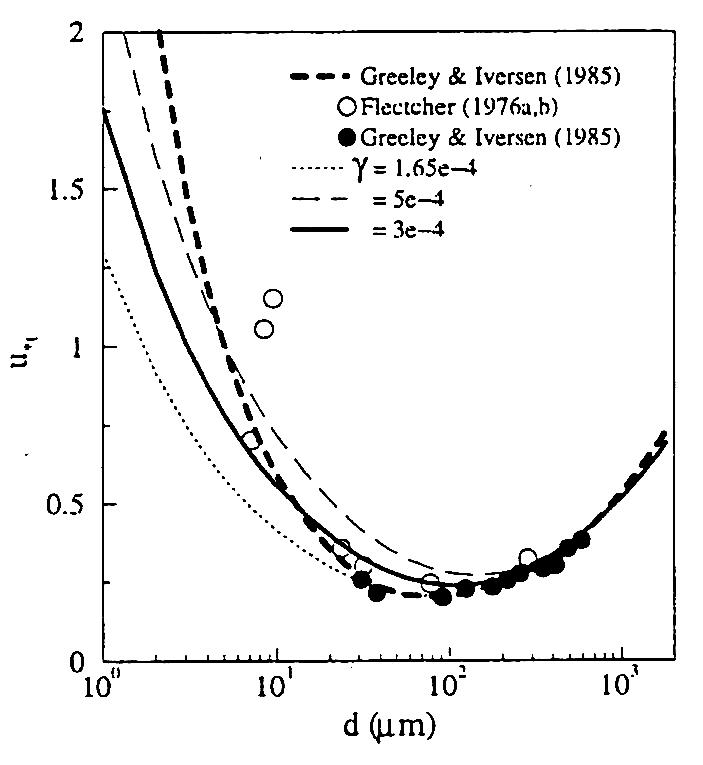 2
Greeley & Iversen (1985)
Flectcher (1976a,b)
Greeley & Iversen (1985)
γ = 1.65e-4
= 5e-4
= 3e-4
1.5
1
u*t
0.5
0
10⁰ 10¹ 10² 10³
d (μm)